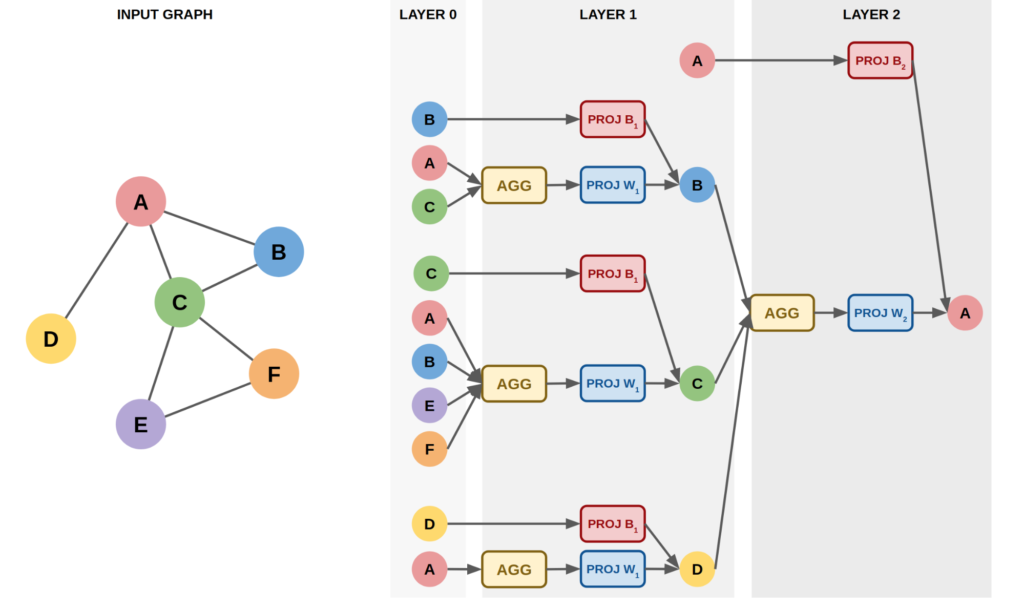 INPUT GRAPH
LAYER 0
LAYER 1
LAYER 2
A
PROJ B2
B
PROJ B1
A
A
C
AGG
PROJ W1
B
B
C
C
PROJ B1
A
D
AGG
PROJ W2
A
B
F
AGG
PROJ W1
C
E
E
F
D
PROJ B1
A
AGG
PROJ W1
D